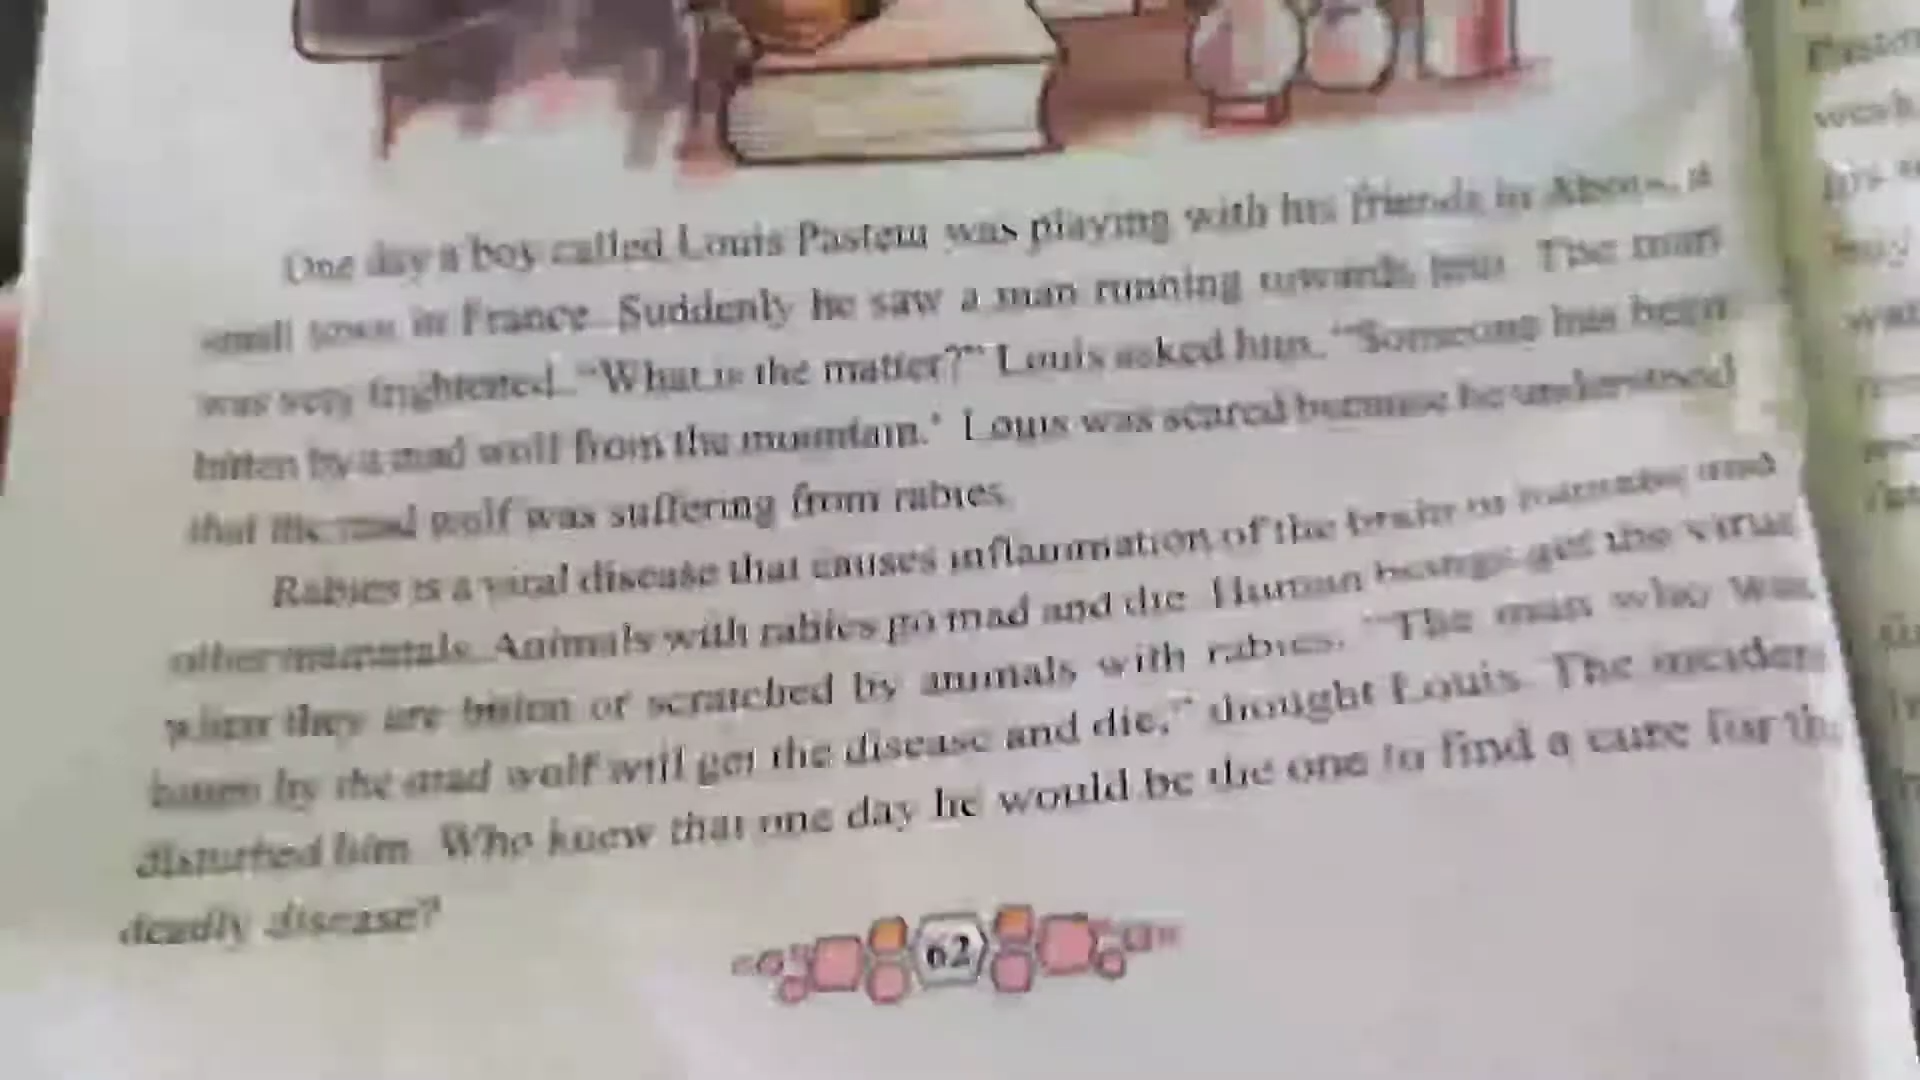 One day a boy called Louis Pasteur was playing with his friends in a
small town in France. Suddenly he saw a man running towards him. The man
was very frightened. "What is the matter?" Louis asked him. "Someone has been
bitten by a mad wolf from the mountain." Louis was scared because he understood
that the mad wolf was suffering from rabies.
Rabies is a viral disease that causes inflammation of the brain in and
other mammals. Animals with rabies go mad and die. Human beings get the virus
when they are bitten or scratched by animals with rabies. "The man who was
bitten by the mad wolf will get the disease and die," thought Louis. The
disturbed him. Who knew that one day he would be the one to find a cure for
deadly disease?
62